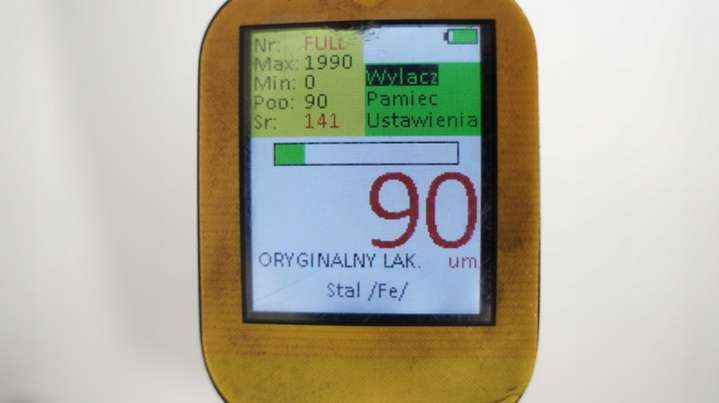 Nr: FULL
Max: 1990
Min: 0
Pop: 90
Sr: 141
Wylacz
Pamiec
Ustawienia
90
ORYGINALNY LAK. um
Stal /Fe/